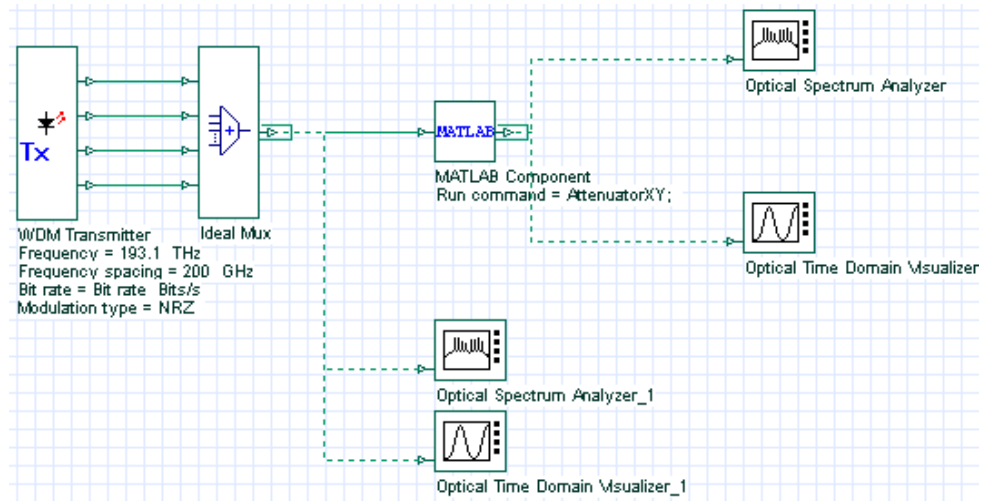 Optical Spectrum Analyzer
Tx
MATLAB
MATLAB Component
Run command = AttenuatorXY;
WDM Transmitter
Frequency = 193.1 THz
Frequency spacing = 200 GHz
Bit rate = Bit rate Bits/s
Modulation type = NRZ
Ideal Mux
Optical Time Domain Visualizer
Optical Spectrum Analyzer_1
Optical Time Domain Visualizer_1